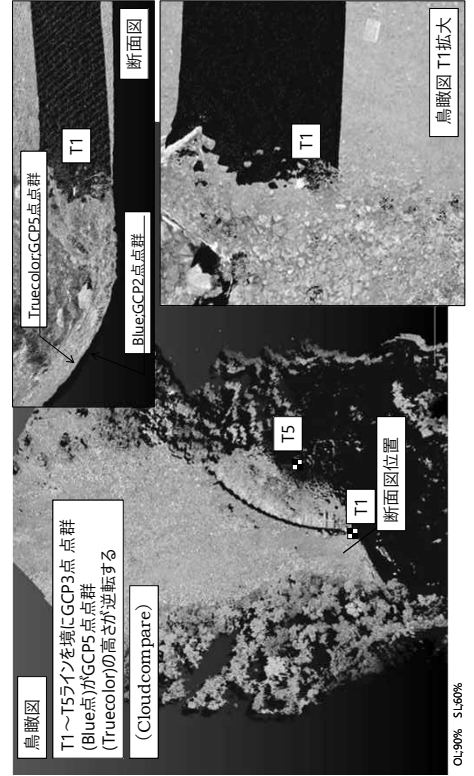 鳥瞰図
T1～T5ラインを境にGCP3点 点群
(Blue点)がGCP5点点群
(Truecolor)の高さが逆転する
（Cloudcompare）
T5
T1
断面図位置
断面図
T1
Truecolor:GCP5点点群
Blue:GCP2点点群
鳥瞰図 T1拡大
T1
OL;90% SL;60%